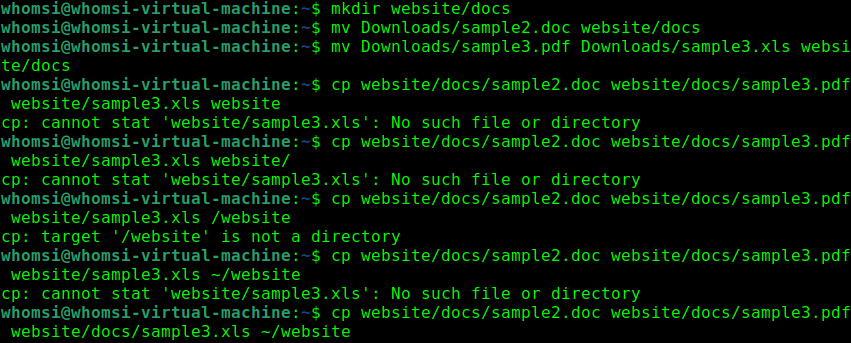 whomsi@whomsi-virtual-machine:~$ mkdir website/docs
whomsi@whomsi-virtual-machine:~$ mv Downloads/sample2.doc website/docs
whomsi@whomsi-virtual-machine:~$ mv Downloads/sample3.pdf Downloads/sample3.xls websi
te/docs
whomsi@whomsi-virtual-machine:~$ cp website/docs/sample2.doc website/docs/sample3.pdf
 website/sample3.xls website
cp: cannot stat 'website/sample3.xls': No such file or directory
whomsi@whomsi-virtual-machine:~$ cp website/docs/sample2.doc website/docs/sample3.pdf
 website/sample3.xls website/
cp: cannot stat 'website/sample3.xls': No such file or directory
whomsi@whomsi-virtual-machine:~$ cp website/docs/sample2.doc website/docs/sample3.pdf
 website/sample3.xls /website
cp: target '/website' is not a directory
whomsi@whomsi-virtual-machine:~$ cp website/docs/sample2.doc website/docs/sample3.pdf
 website/sample3.xls ~/website
cp: cannot stat 'website/sample3.xls': No such file or directory
whomsi@whomsi-virtual-machine:~$ cp website/docs/sample2.doc website/docs/sample3.pdf
 website/docs/sample3.xls ~/website